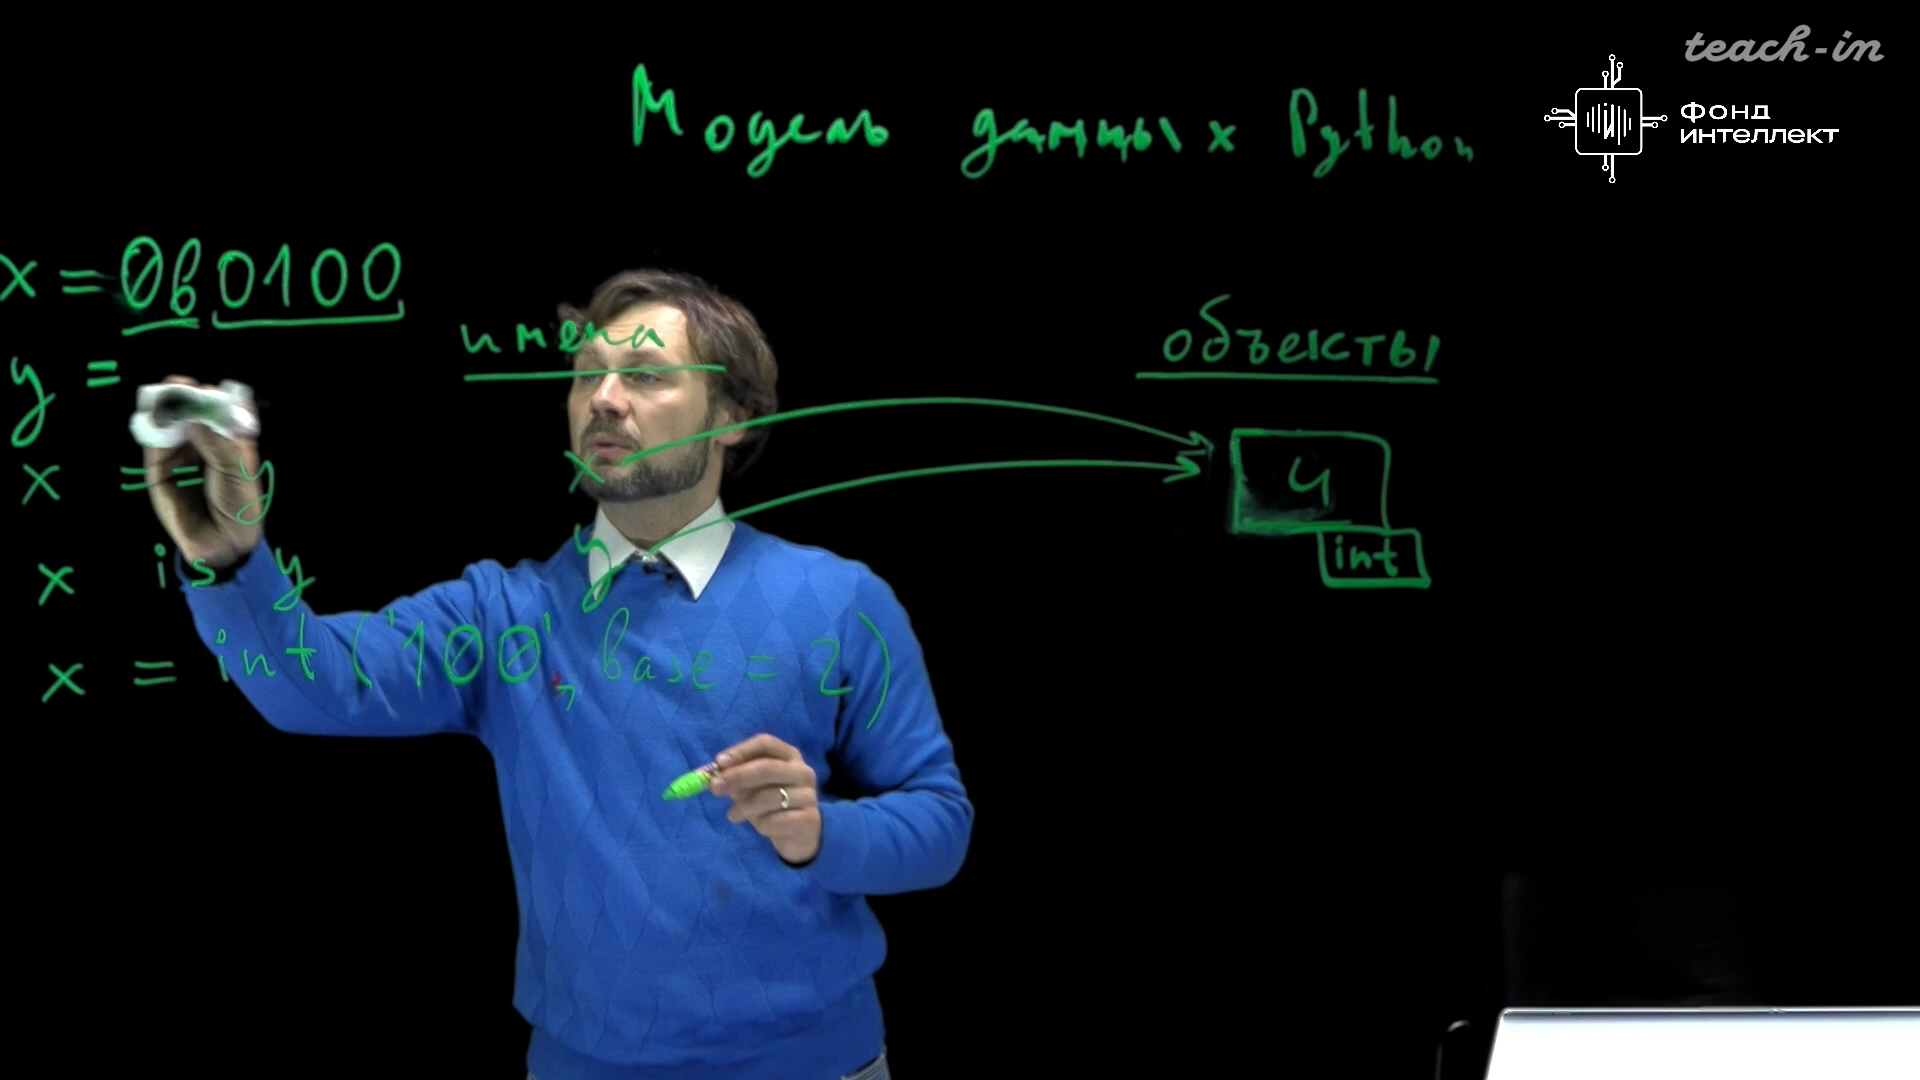 teach-in
ФОНД
ИНТЕЛЛЕКТ
Модель данных Python
x = 0b0100
y =
x == y
x is y
x = int('100', base = 2)
имена
x
y
объекты
4
int